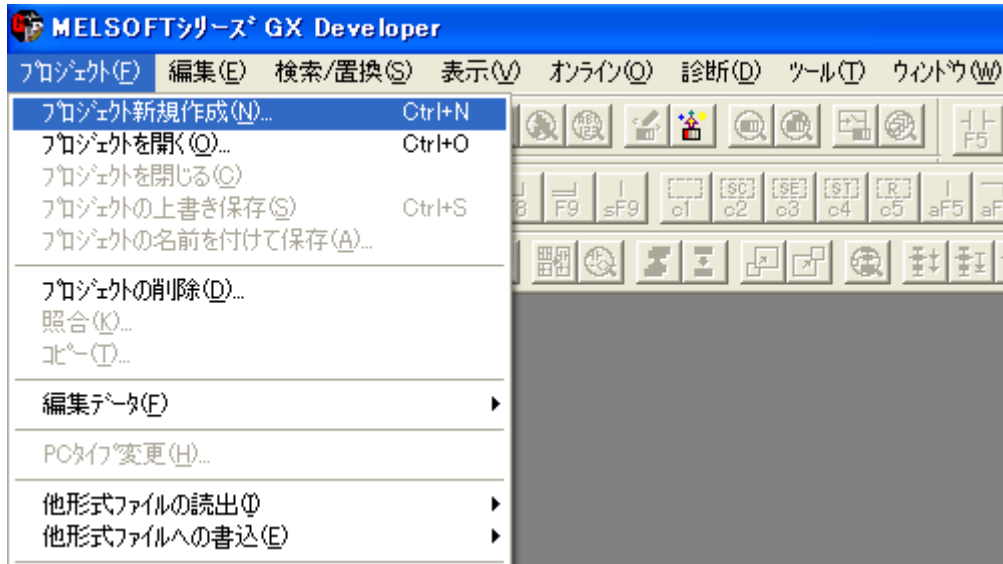 MELSOFTシリーズ GX Developer
プロジェクト(F) 編集(E) 検索/置換(S) 表示(V) オンライン(O) 診断(D) ツール(T) ウィンドウ(W)
プロジェクト新規作成(N)... Ctrl+N
プロジェクトを開く(O)... Ctrl+O
F5
プロジェクトを閉じる(C)
プロジェクトの上書き保存(S) Ctrl+S
8 F9 sF9 c1 SC c2 SE c3 ST c4 R c5 aF5 aF
プロジェクトの名前を付けて保存(A)...
プロジェクトの削除(D)...
照合(K)...
コピー(T)...
編集データ(F)
PCタイプ変更(H)...
他形式ファイルの読出(I)
他形式ファイルへの書込(E)